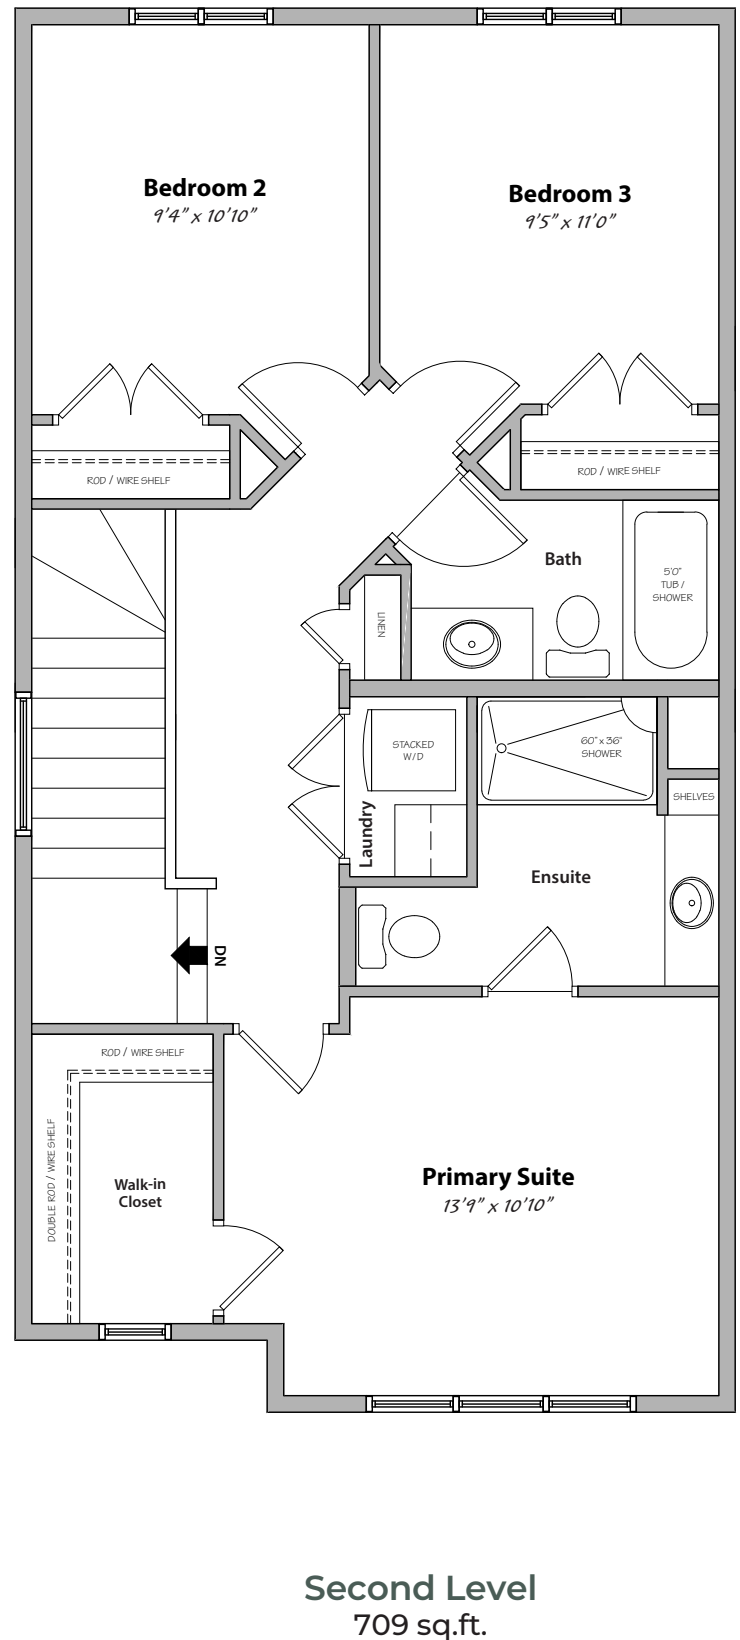 Bedroom 2
9'4" x 10'10"
Bedroom 3
9'5" x 11'0"
ROD / WIRE SHELF
ROD / WIRE SHELF
Bath
5'0"
TUB /
SHOWER
LINEN
STACKED
W/D
60" x 36"
SHOWER
SHELVES
Laundry
Ensuite
DN
ROD / WIRE SHELF
DOUBLE ROD / WIRE SHELF
Walk-in
Closet
Primary Suite
13'9" x 10'10"
Second Level
709 sq.ft.